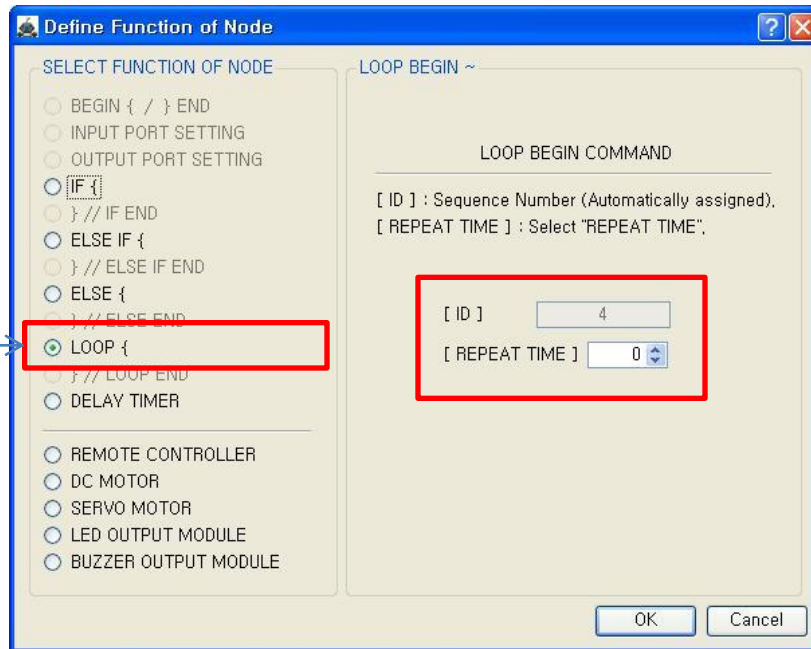 Define Function of Node
SELECT FUNCTION OF NODE
BEGIN { / } END
INPUT PORT SETTING
OUTPUT PORT SETTING
IF {
} // IF END
ELSE IF {
} // ELSE IF END
ELSE {
} // ELSE END
LOOP {
} // LOOP END
DELAY TIMER
REMOTE CONTROLLER
DC MOTOR
SERVO MOTOR
LED OUTPUT MODULE
BUZZER OUTPUT MODULE
LOOP BEGIN ~
LOOP BEGIN COMMAND
[ ID ] : Sequence Number (Automatically assigned),
[ REPEAT TIME ] : Select "REPEAT TIME",
[ ID ] 4
[ REPEAT TIME ] 0
OK Cancel